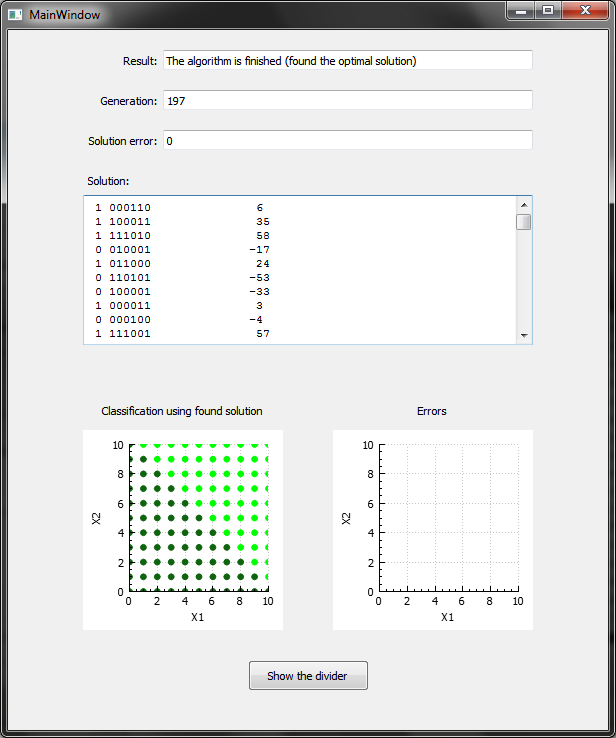 MainWindow
Result: The algorithm is finished (found the optimal solution)
Generation: 197
Solution error: 0
Solution:
1 000110 6
1 100011 35
1 111010 58
0 010001 -17
1 011000 24
0 110101 -53
0 100001 -33
1 000011 3
0 000100 -4
1 111001 57
Classification using found solution
10
8
6
4
2
0
X2
0 2 4 6 8 10
X1
Errors
10
8
6
4
2
0
X2
0 2 4 6 8 10
X1
Show the divider